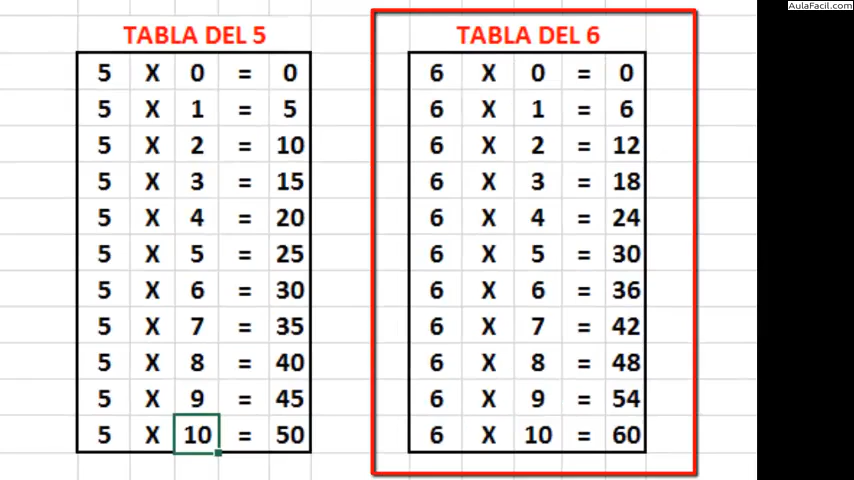 AulaFacil.com
TABLA DEL 5
5 X 0 = 0
5 X 1 = 5
5 X 2 = 10
5 X 3 = 15
5 X 4 = 20
5 X 5 = 25
5 X 6 = 30
5 X 7 = 35
5 X 8 = 40
5 X 9 = 45
5 X 10 = 50
TABLA DEL 6
6 X 0 = 0
6 X 1 = 6
6 X 2 = 12
6 X 3 = 18
6 X 4 = 24
6 X 5 = 30
6 X 6 = 36
6 X 7 = 42
6 X 8 = 48
6 X 9 = 54
6 X 10 = 60